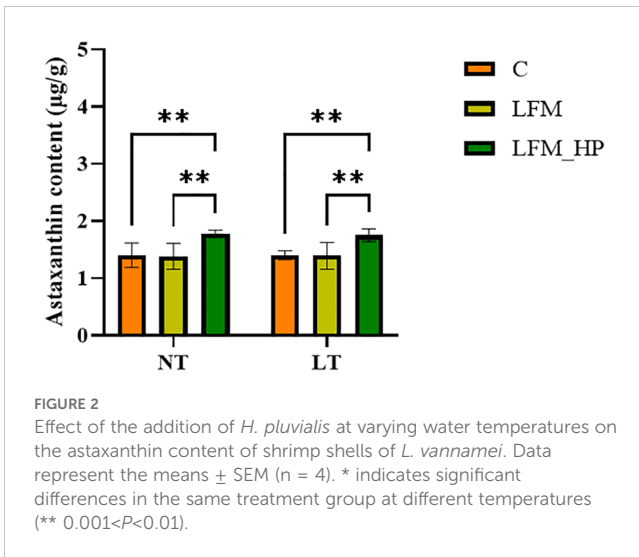 Astaxanthin content (μg/g)
5
4
3
2
1
0
**
**
**
**
NT
LT
C
LFM
LFM_HP
FIGURE 2
Effect of the addition of H. pluvialis at varying water temperatures on
the astaxanthin content of shrimp shells of L. vannamei. Data
represent the means ± SEM (n = 4). * indicates significant
differences in the same treatment group at different temperatures
(** 0.001<P<0.01).